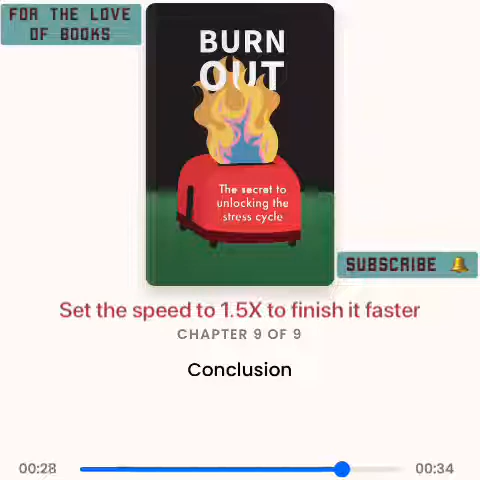 FOR THE LOVE
OF BOOKS
BURN
OUT
The secret to
unlocking the
stress cycle
SUBSCRIBE
Set the speed to 1.5X to finish it faster
CHAPTER 9 OF 9
Conclusion
00:28
00:34